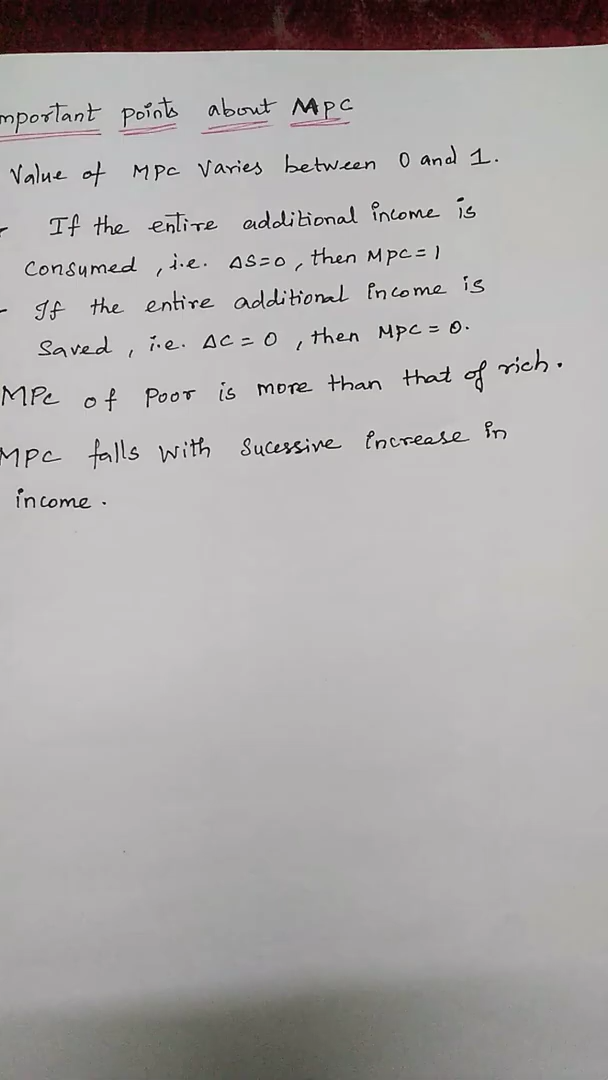 mportant points about MPC
Value of MPC Varies between 0 and 1.
- If the entire additional income is
Consumed, i.e. ΔS=0, then MPC=1
- If the entire additional income is
Saved, i.e. ΔC = 0, then MPC = 0.
MPC of Poor is more than that of rich.
MPC falls with Sucessive increase in
income.